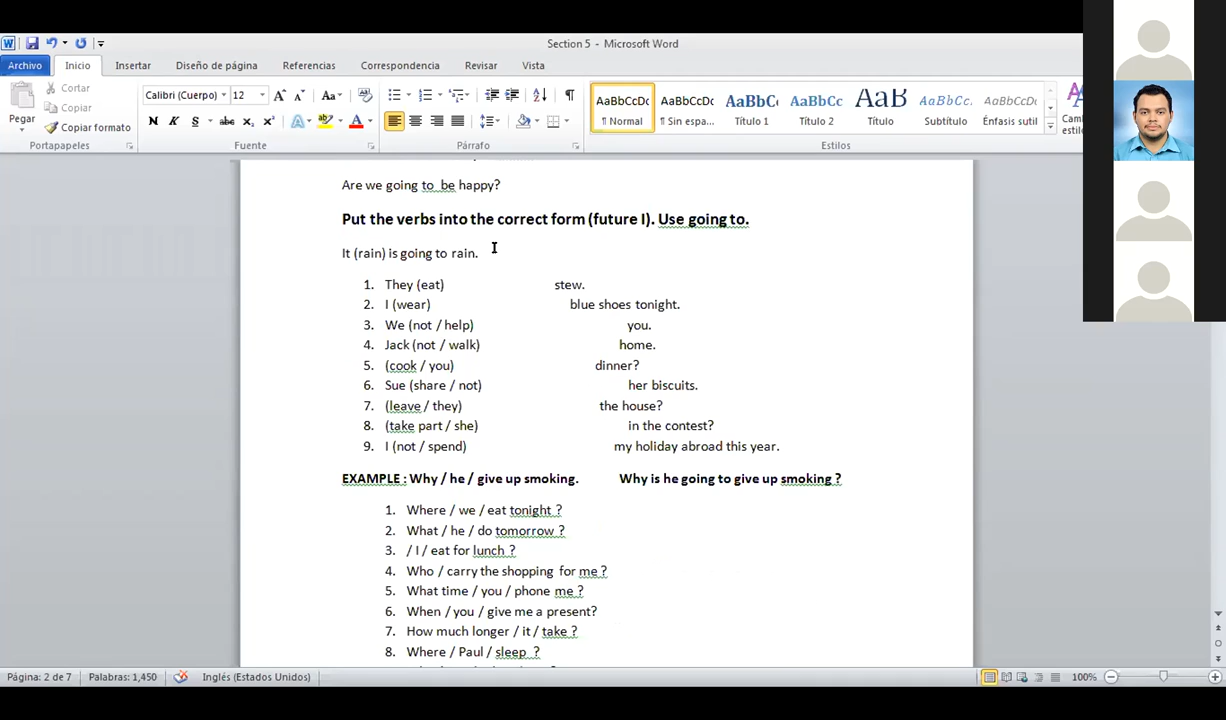 Section 5 - Microsoft Word
Archivo Inicio Insertar Diseño de página Referencias Correspondencia Revisar Vista
Pegar
Cortar
Copiar
Copiar formato
Portapapeles
Calibri (Cuerpo) 12
Fuente
Párrafo
AaBbCcDc AaBbCcDc AaBbC AaBbCc AaB AaBbCc. AaBbCcDc
¶ Normal ¶ Sin espa... Título 1 Título 2 Título Subtítulo Énfasis sutil
Estilos
Are we going to be happy?
Put the verbs into the correct form (future I). Use going to.
It (rain) is going to rain.
1. They (eat) stew.
2. I (wear) blue shoes tonight.
3. We (not / help) you.
4. Jack (not / walk) home.
5. (cook / you) dinner?
6. Sue (share / not) her biscuits.
7. (leave / they) the house?
8. (take part / she) in the contest?
9. I (not / spend) my holiday abroad this year.
EXAMPLE : Why / he / give up smoking. Why is he going to give up smoking ?
1. Where / we / eat tonight ?
2. What / he / do tomorrow ?
3. / I / eat for lunch ?
4. Who / carry the shopping for me ?
5. What time / you / phone me ?
6. When / you / give me a present?
7. How much longer / it / take ?
8. Where / Paul / sleep ?
Página: 2 de 7 Palabras: 1,450 Inglés (Estados Unidos) 100%